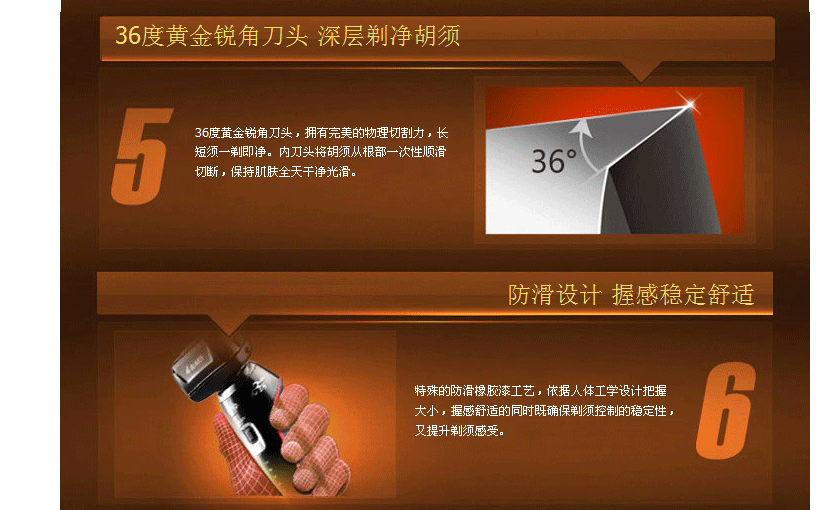 36度黄金锐角刀头 深层剃净胡须
5
36度黄金锐角刀头，拥有完美的物理切割力，长
短须一剃即净。内刀头将胡须从根部一次性顺滑
切断，保持肌肤全天干净光滑。
36°
防滑设计 握感稳定舒适
特殊的防滑橡胶漆工艺，依据人体工学设计把握
大小，握感舒适的同时既确保剃须控制的稳定性，
又提升剃须感受。
6